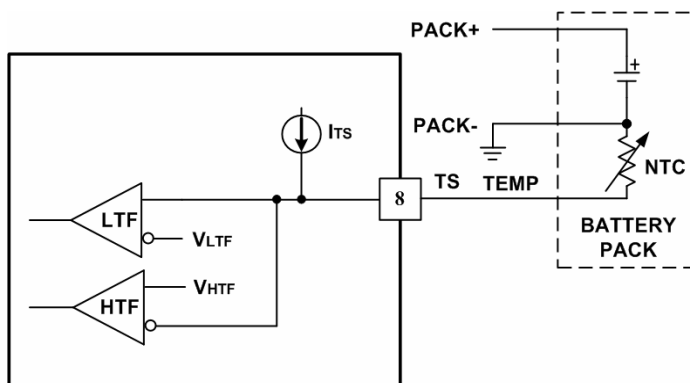 PACK+
+
ITS
PACK-
NTC
8
TS TEMP
LTF
VLTF
BATTERY
PACK
VHTF
HTF